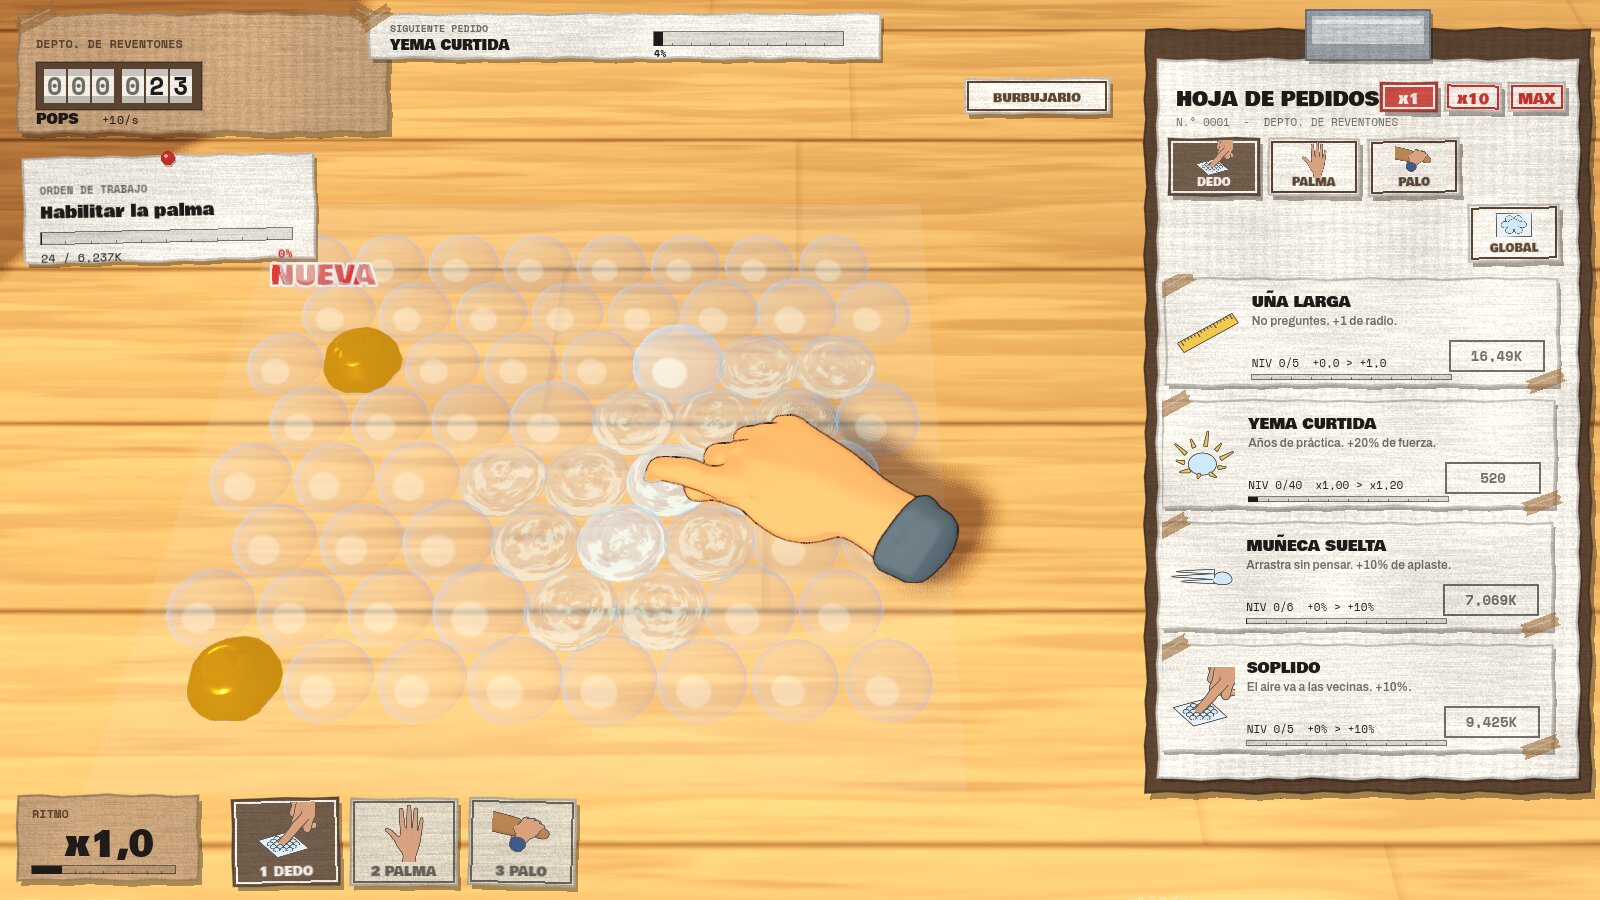 DEPTO. DE REVENTONES
000 023
POPS +10/s
SIGUIENTE PEDIDO
YEMA CURTIDA
4%
BURBUJARIO
ORDEN DE TRABAJO
Habilitar la palma
0%
24 / 6,237K
NUEVA
HOJA DE PEDIDOS
x1
x10
MAX
N.° 0001 - DEPTO. DE REVENTONES
DEDO
PALMA
PALO
GLOBAL
UÑA LARGA
No preguntes. +1 de radio.
NIV 0/5 +0,0 > +1,0
16,49K
YEMA CURTIDA
Años de práctica. +20% de fuerza.
NIV 0/40 x1,00 > x1,20
520
MUÑECA SUELTA
Arrastra sin pensar. +10% de aplaste.
NIV 0/6 +0% > +10%
7,069K
SOPLIDO
El aire va a las vecinas. +10%.
NIV 0/5 +0% > +10%
9,425K
RITMO
x1,0
1 DEDO
2 PALMA
3 PALO